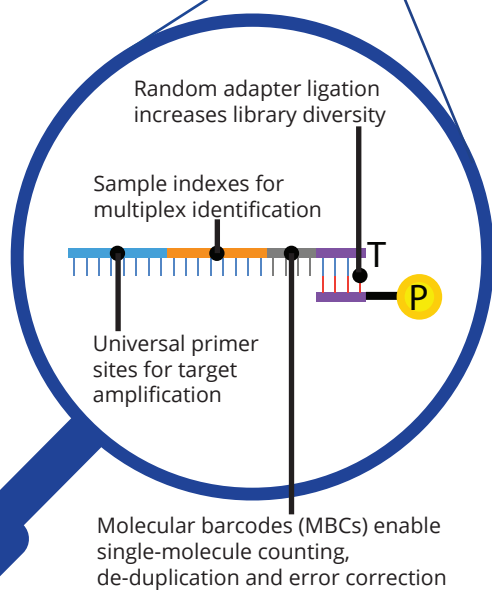 Random adapter ligation
increases library diversity
Sample indexes for
multiplex identification
T
P
Universal primer
sites for target
amplification
Molecular barcodes (MBCs) enable
single-molecule counting,
de-duplication and error correction